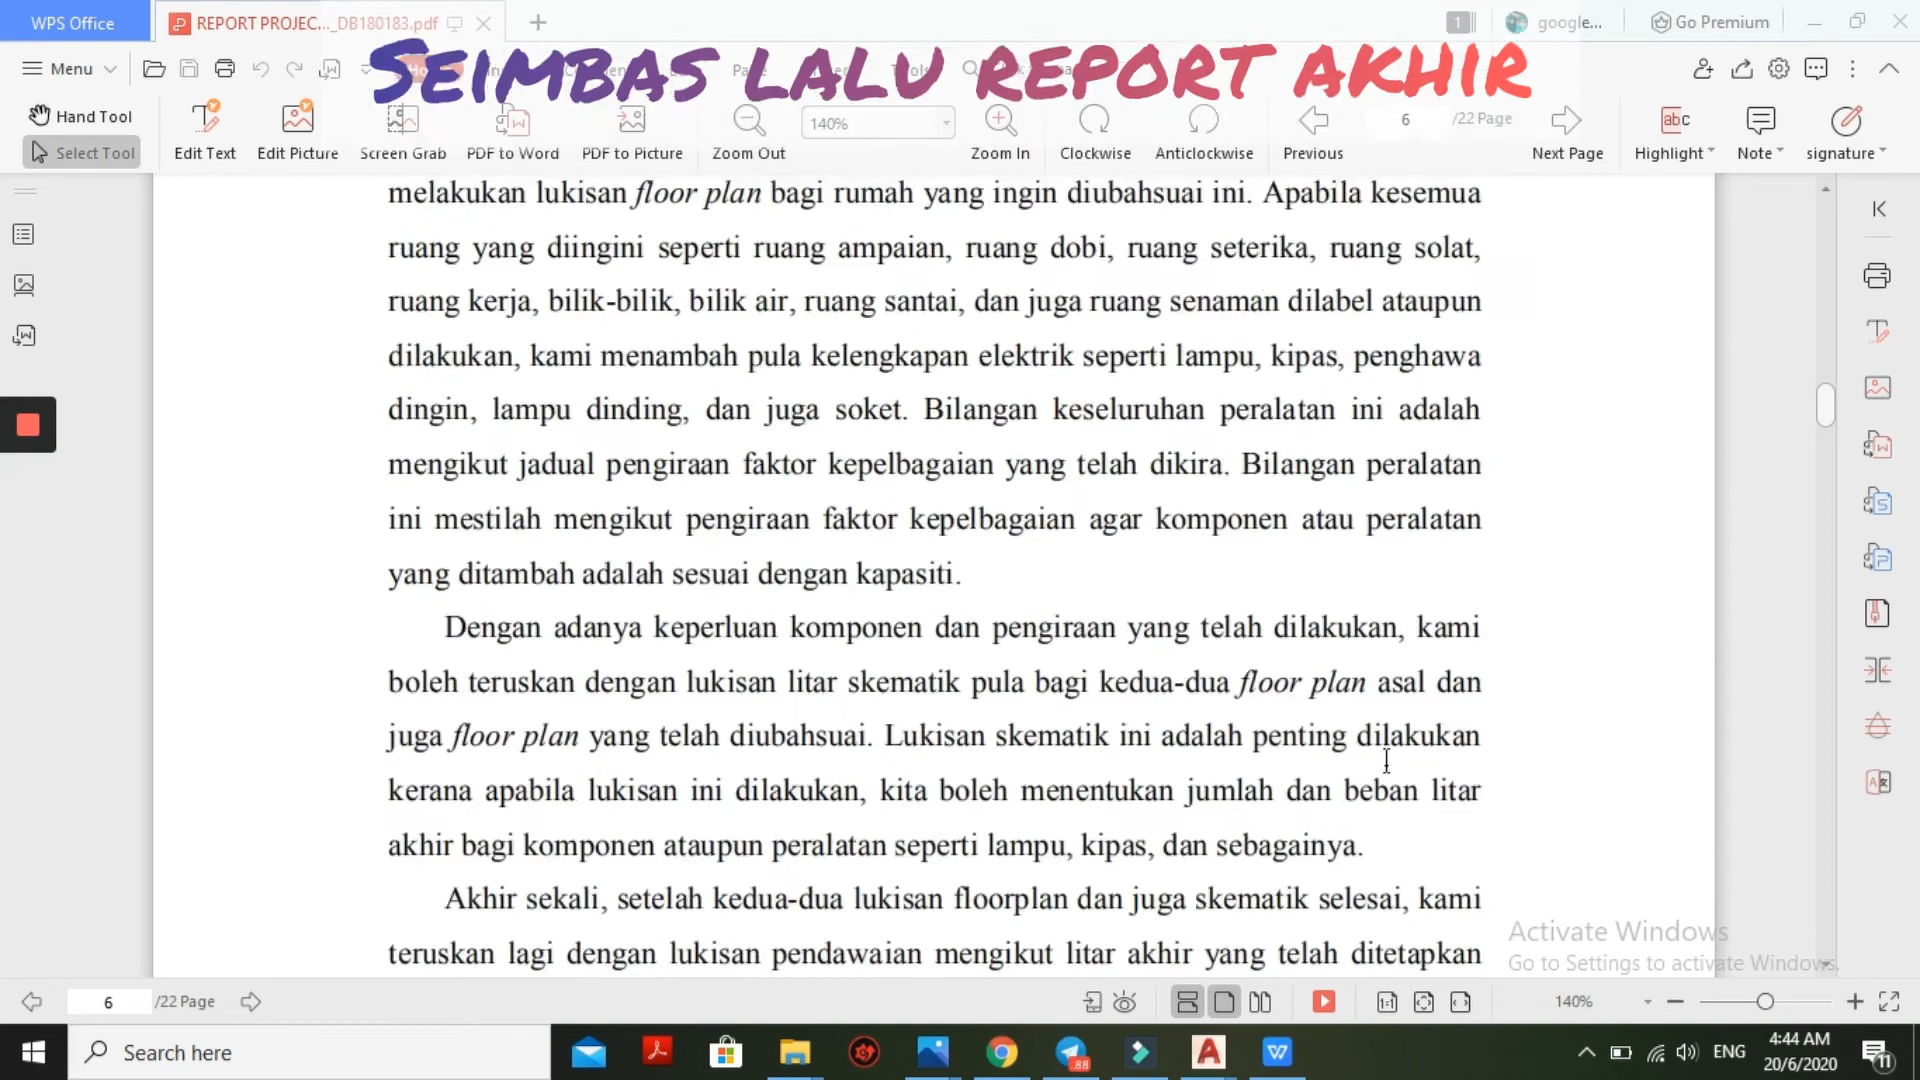 WPS Office
REPORT PROJEC..._DB180183.pdf
1
google...
Go Premium
SEIMBAS LALU REPORT AKHIR
Menu
Hand Tool
Select Tool
Edit Text
Edit Picture
Screen Grab
PDF to Word
PDF to Picture
Zoom Out
140%
Zoom In
Clockwise
Anticlockwise
Previous
6
/22 Page
Next Page
Highlight
Note
signature
melakukan lukisan floor plan bagi rumah yang ingin diubahsuai ini. Apabila kesemua
ruang yang diingini seperti ruang ampaian, ruang dobi, ruang seterika, ruang solat,
ruang kerja, bilik-bilik, bilik air, ruang santai, dan juga ruang senaman dilabel ataupun
dilakukan, kami menambah pula kelengkapan elektrik seperti lampu, kipas, penghawa
dingin, lampu dinding, dan juga soket. Bilangan keseluruhan peralatan ini adalah
mengikut jadual pengiraan faktor kepelbagaian yang telah dikira. Bilangan peralatan
ini mestilah mengikut pengiraan faktor kepelbagaian agar komponen atau peralatan
yang ditambah adalah sesuai dengan kapasiti.
Dengan adanya keperluan komponen dan pengiraan yang telah dilakukan, kami
boleh teruskan dengan lukisan litar skematik pula bagi kedua-dua floor plan asal dan
juga floor plan yang telah diubahsuai. Lukisan skematik ini adalah penting dilakukan
kerana apabila lukisan ini dilakukan, kita boleh menentukan jumlah dan beban litar
akhir bagi komponen ataupun peralatan seperti lampu, kipas, dan sebagainya.
Akhir sekali, setelah kedua-dua lukisan floorplan dan juga skematik selesai, kami
teruskan lagi dengan lukisan pendawaian mengikut litar akhir yang telah ditetapkan
Activate Windows
Go to Settings to activate Windows.
6
/22 Page
140%
Search here
88
ENG
4:44 AM
20/6/2020
11